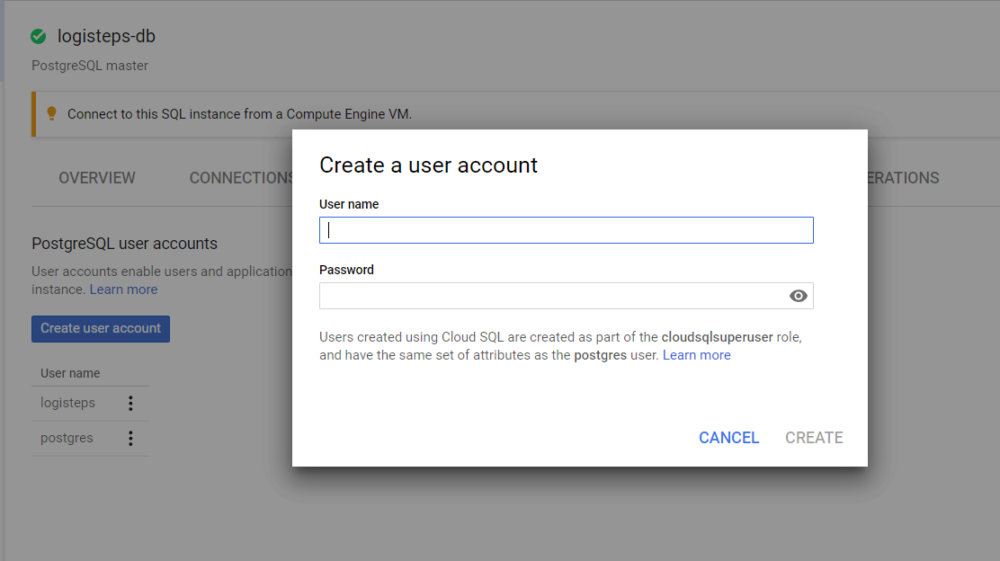 logisteps-db
PostgreSQL master
Connect to this SQL instance from a Compute Engine VM.
OVERVIEW
CONNECTIONS
ERATIONS
PostgreSQL user accounts
User accounts enable users and application
instance. Learn more
Create user account
User name
logisteps
postgres
Create a user account
User name
Password
Users created using Cloud SQL are created as part of the cloudsqlsuperuser role,
and have the same set of attributes as the postgres user. Learn more
CANCEL CREATE